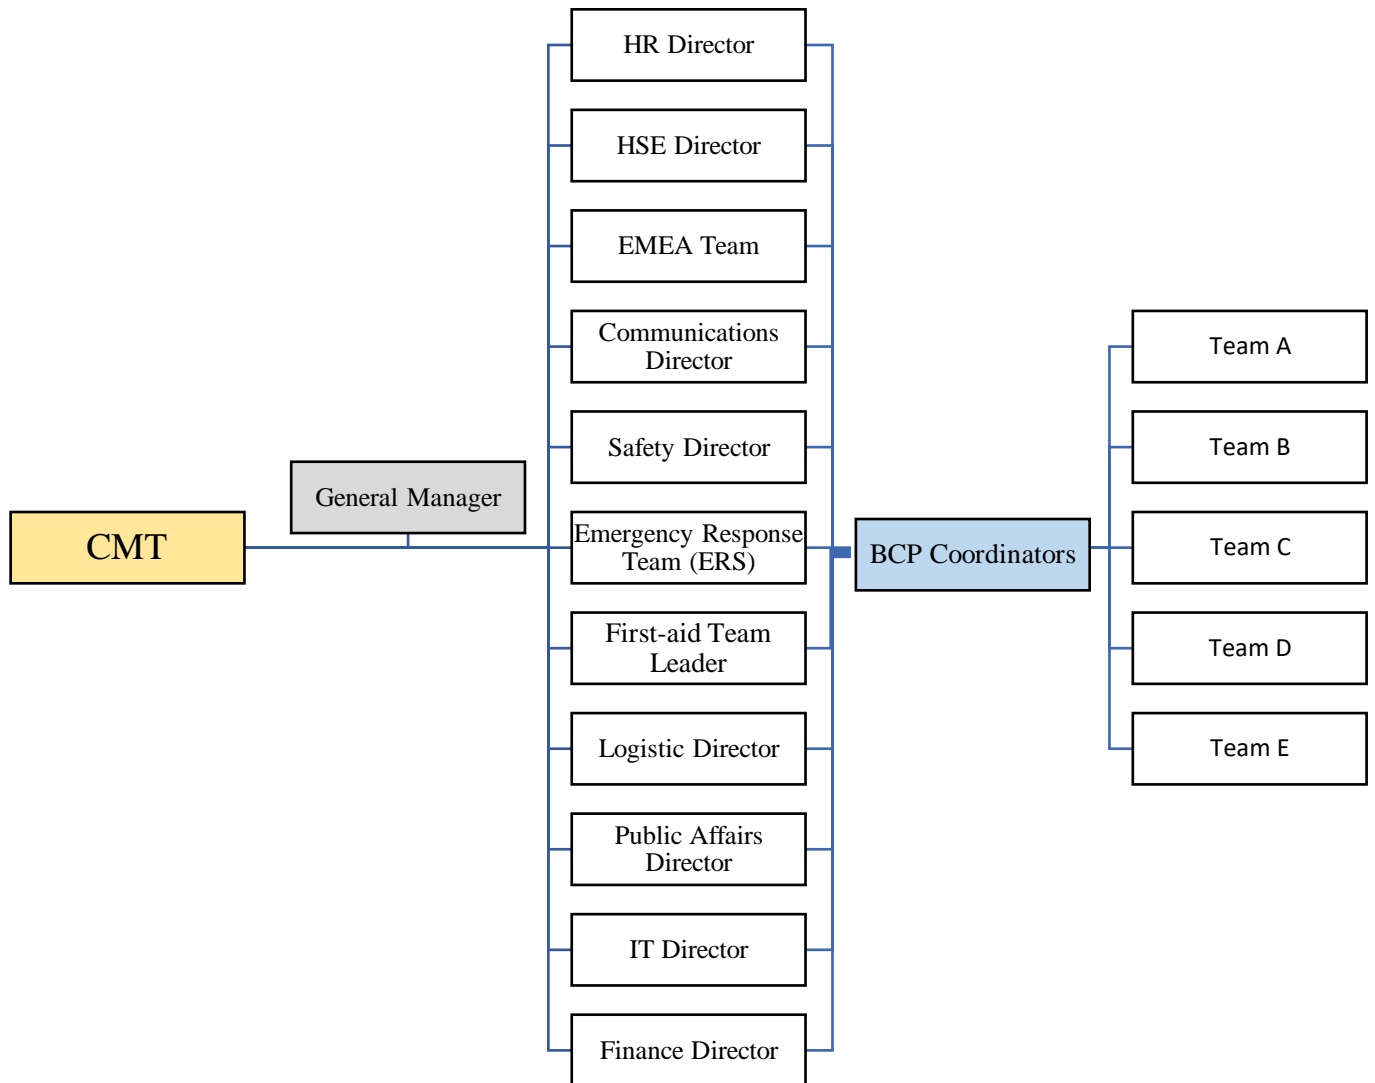 CMT
General Manager
HR Director
HSE Director
EMEA Team
Communications
Director
Safety Director
Emergency Response
Team (ERS)
First-aid Team
Leader
Logistic Director
Public Affairs
Director
IT Director
Finance Director
BCP Coordinators
Team A
Team B
Team C
Team D
Team E